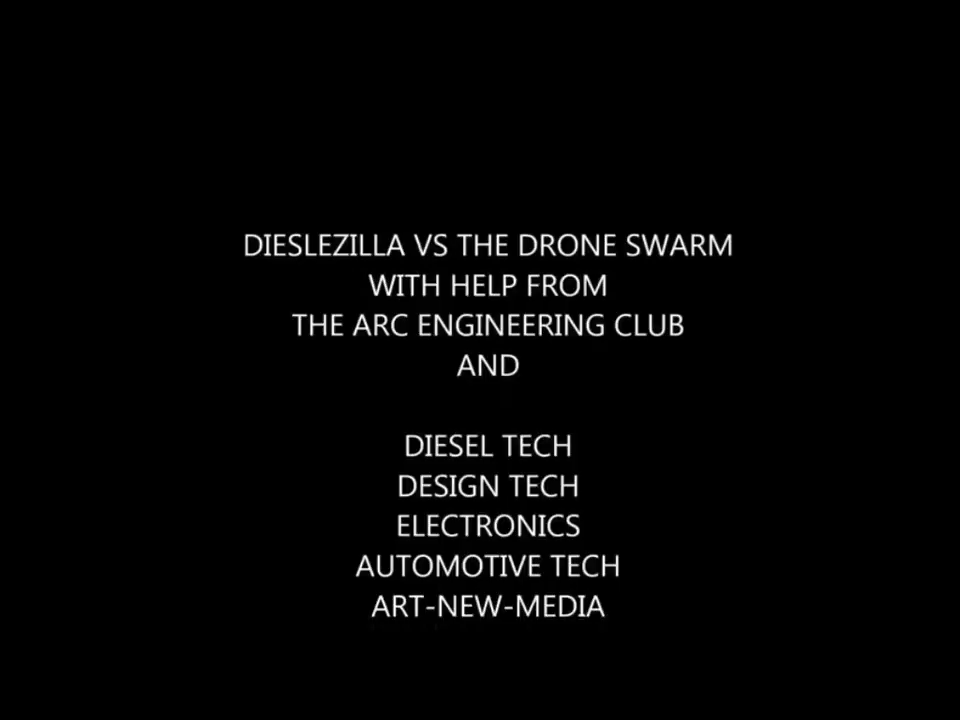 DIESLEZILLA VS THE DRONE SWARM
WITH HELP FROM
THE ARC ENGINEERING CLUB
AND
DIESEL TECH
DESIGN TECH
ELECTRONICS
AUTOMOTIVE TECH
ART-NEW-MEDIA